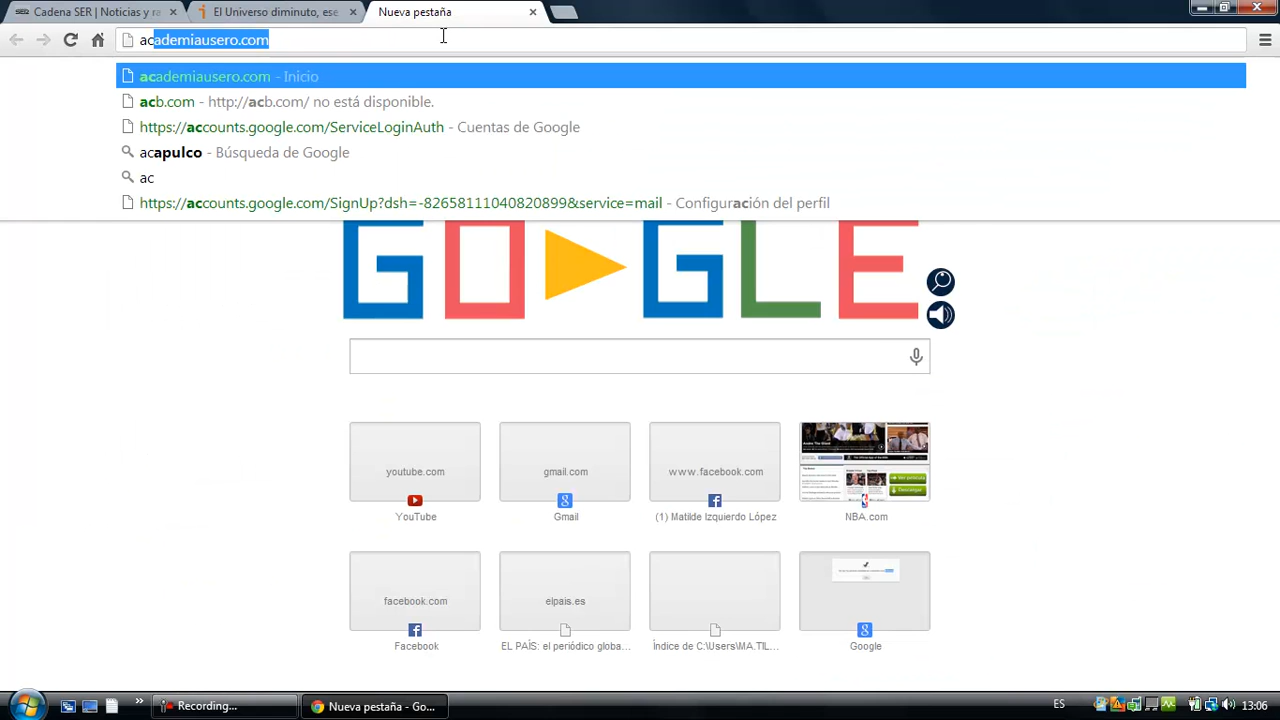 Cadena SER | Noticias y ra
El Universo diminuto, esé
Nueva pestaña
academiausero.com
academiausero.com - Inicio
acb.com - http://acb.com/ no está disponible.
https://accounts.google.com/ServiceLoginAuth - Cuentas de Google
acapulco - Búsqueda de Google
ac
https://accounts.google.com/SignUp?dsh=-82658111040820899&service=mail - Configuración del perfil
GO GLE
youtube.com
gmail.com
www.facebook.com
YouTube
Gmail
(1) Matilde Izquierdo López
NBA.com
facebook.com
elpais.es
Facebook
EL PAÍS: el periódico globa...
Índice de C:\Users\MA.TIL...
Google
Recording...
Nueva pestaña - Go...
ES
13:06